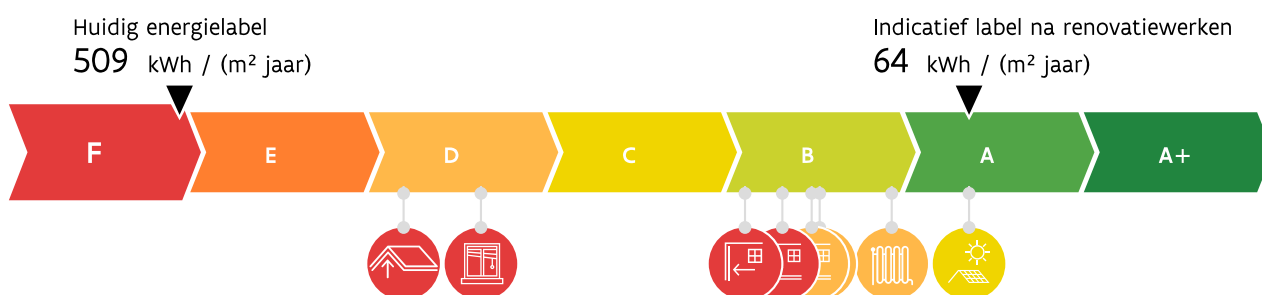 Huidig energielabel
509 kWh / (m² jaar)
Indicatief label na renovatiewerken
64 kWh / (m² jaar)
F E D C B A A+